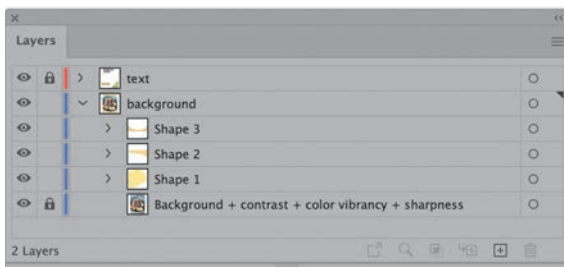 Layers
text
background
Shape 3
Shape 2
Shape 1
Background + contrast + color vibrancy + sharpness
2 Layers